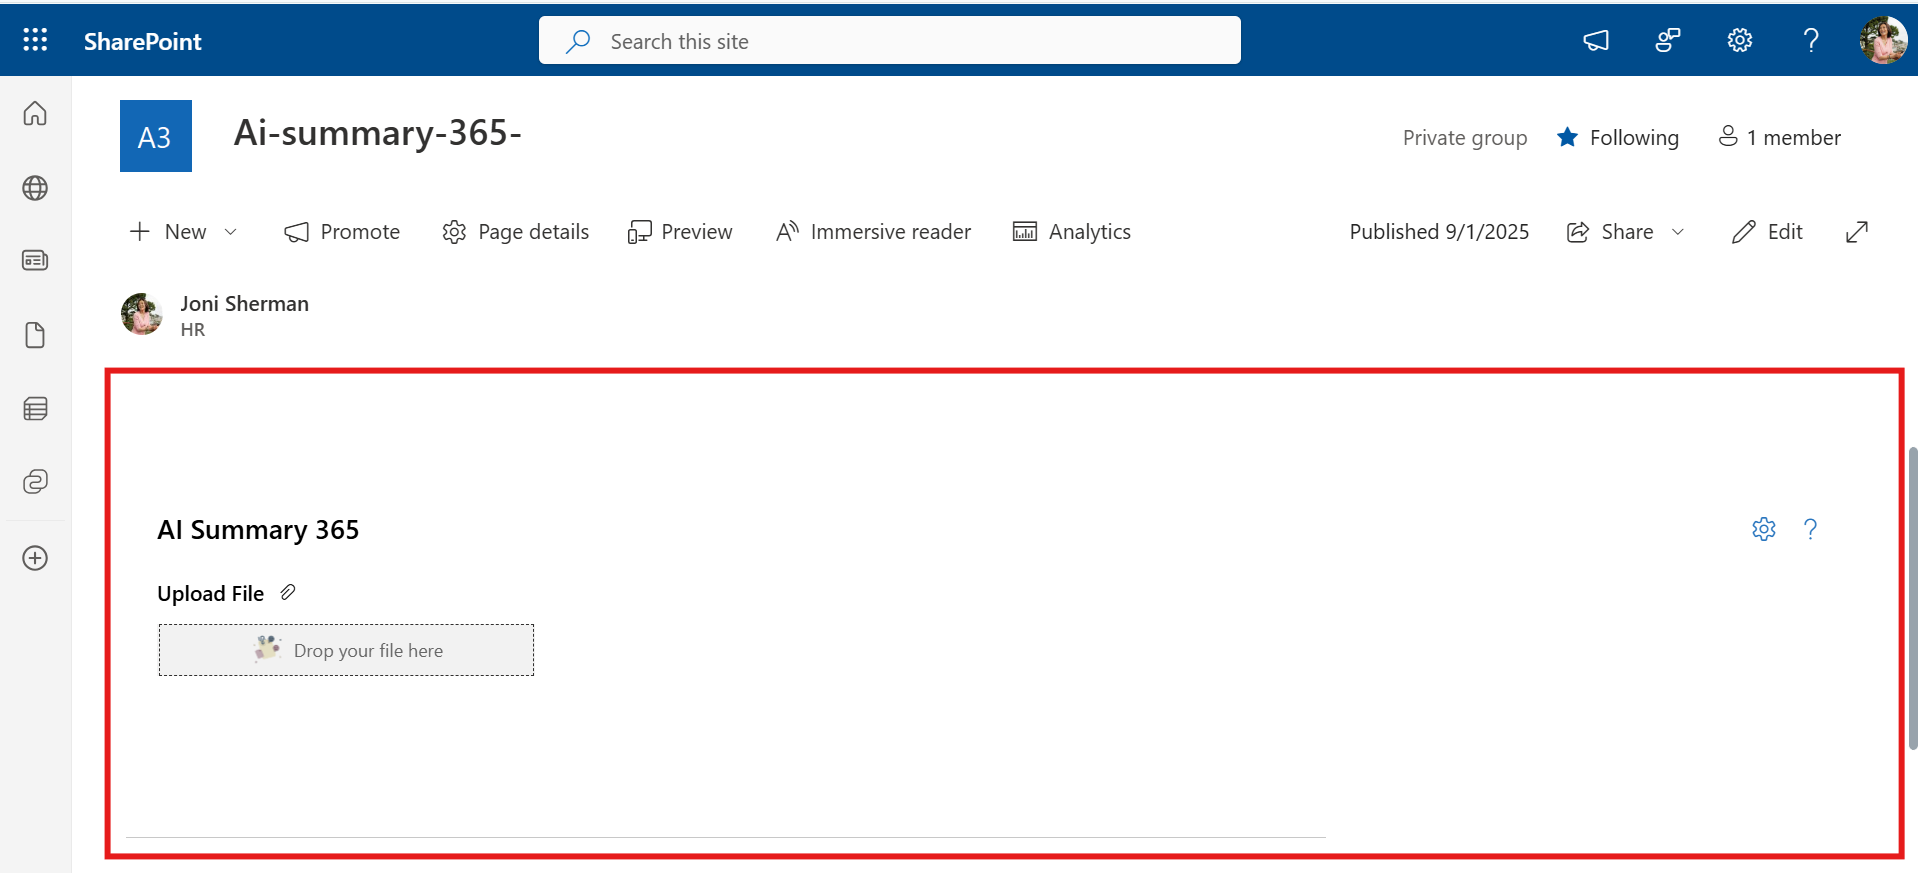 SharePoint
Search this site
A3
Ai-summary-365-
Private group
Following
1 member
New
Promote
Page details
Preview
Immersive reader
Analytics
Published 9/1/2025
Share
Edit
Joni Sherman
HR
AI Summary 365
Upload File
Drop your file here